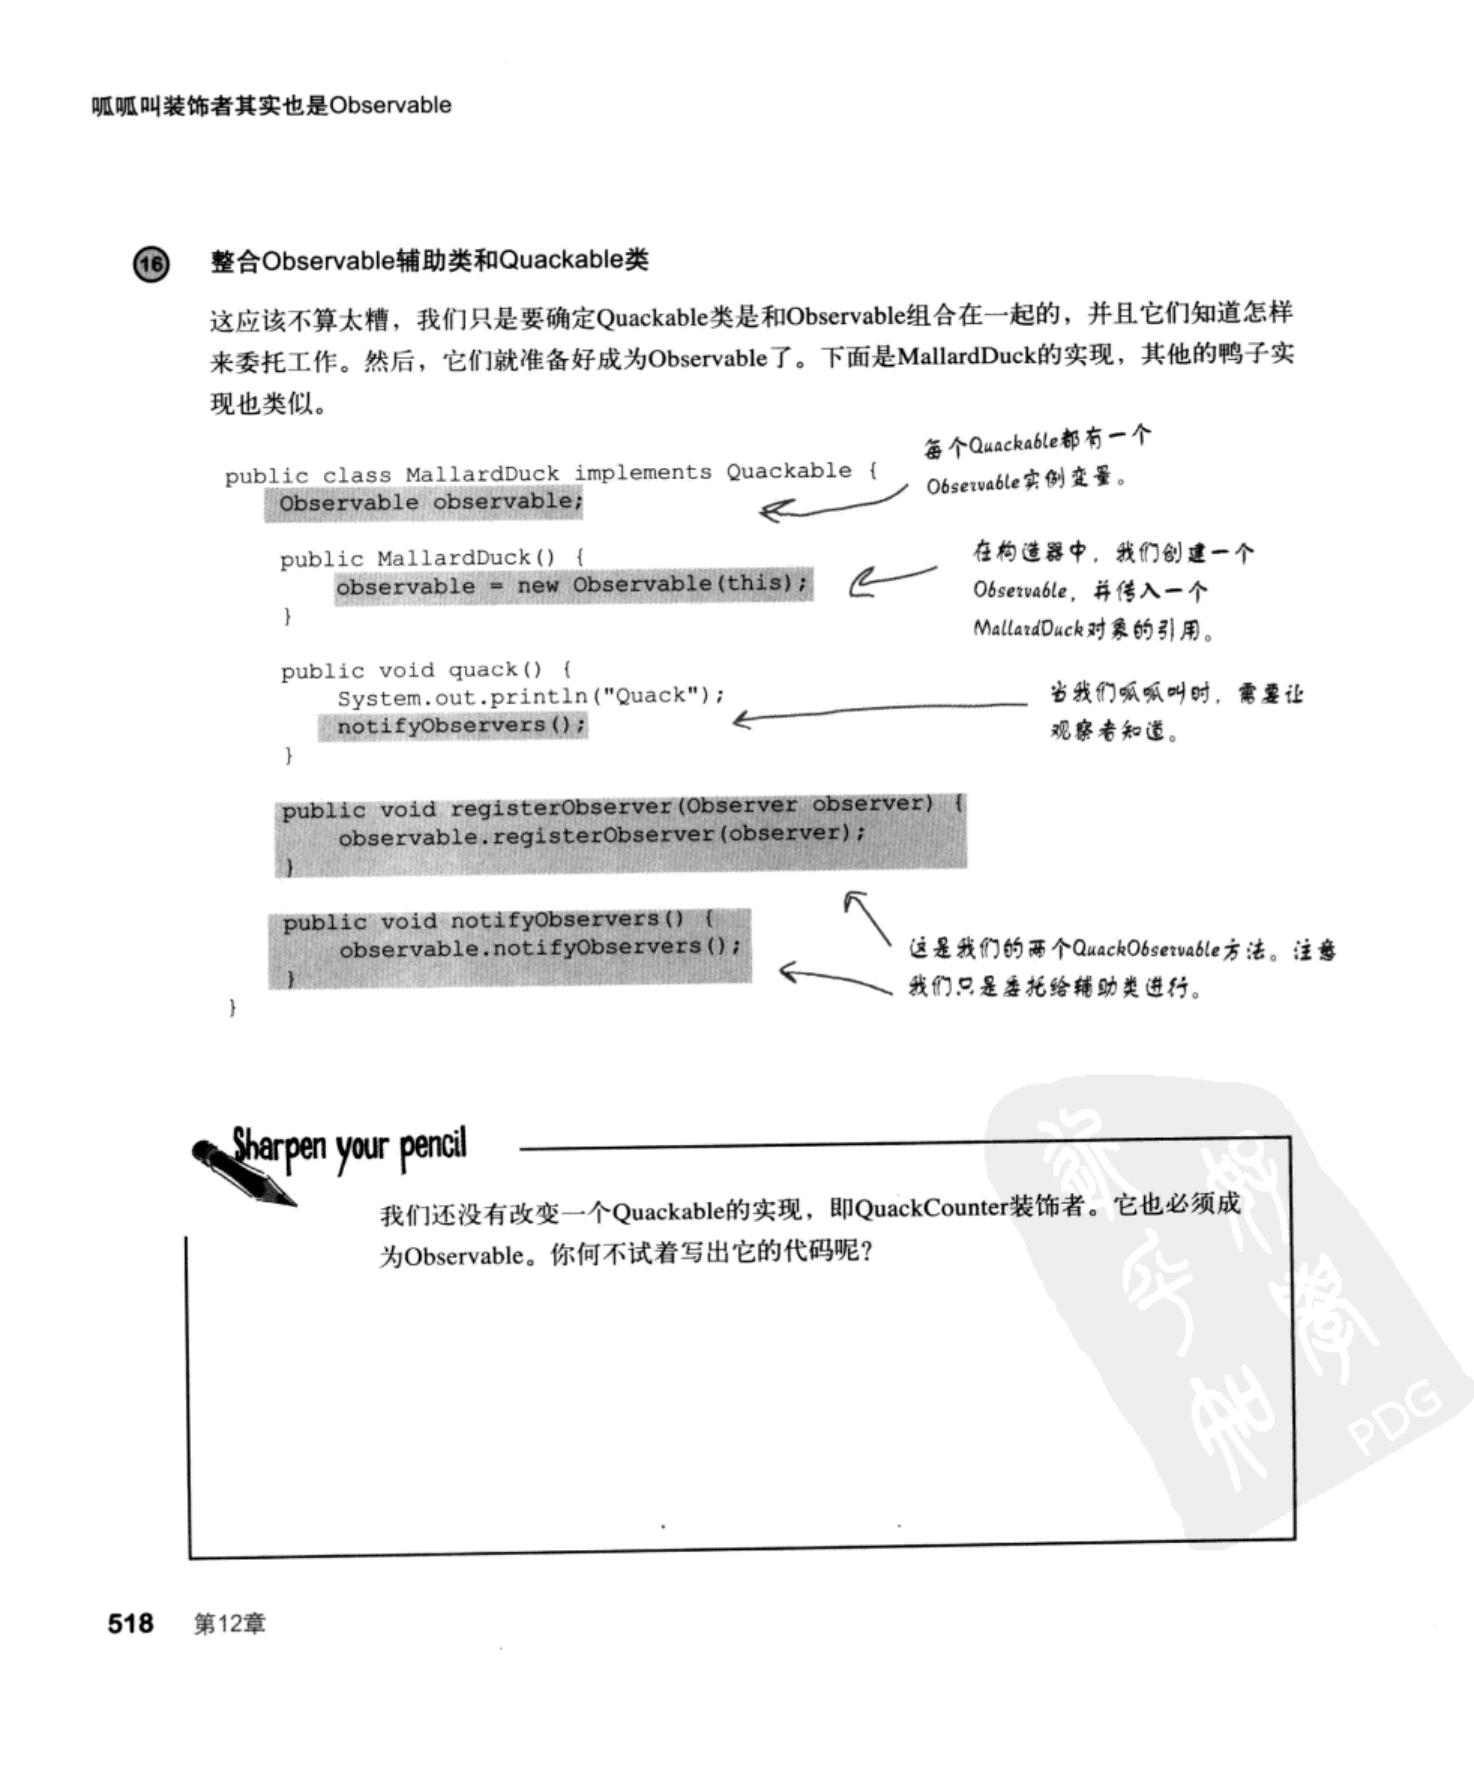 呱呱叫装饰者其实也是Observable
16 整合Observable辅助类和Quackable类
这应该不算太糟，我们只是要确定Quackable类是和Observable组合在一起的，并且它们知道怎样
来委托工作。然后，它们就准备好成为Observable了。下面是MallardDuck的实现，其他的鸭子实
现也类似。
public class MallardDuck implements Quackable {
Observable observable;
每个Quackable都有一个
Observable实例变量。
public MallardDuck() {
observable = new Observable(this);
}
在构造器中，我们创建一个
Observable，并传入一个
MallardDuck对象的引用。
public void quack() {
System.out.println("Quack");
notifyObservers();
}
当我们呱呱叫时，需要让
观察者知道。
public void registerObserver(Observer observer) {
observable.registerObserver(observer);
}
public void notifyObservers() {
observable.notifyObservers();
}
}
这是我们的两个QuackObservable方法。注意
我们只是委托给辅助类进行。
Sharpen your pencil
我们还没有改变一个Quackable的实现，即QuackCounter装饰者。它也必须成
为Observable。你何不试着写出它的代码呢？
PDG
518 第12章